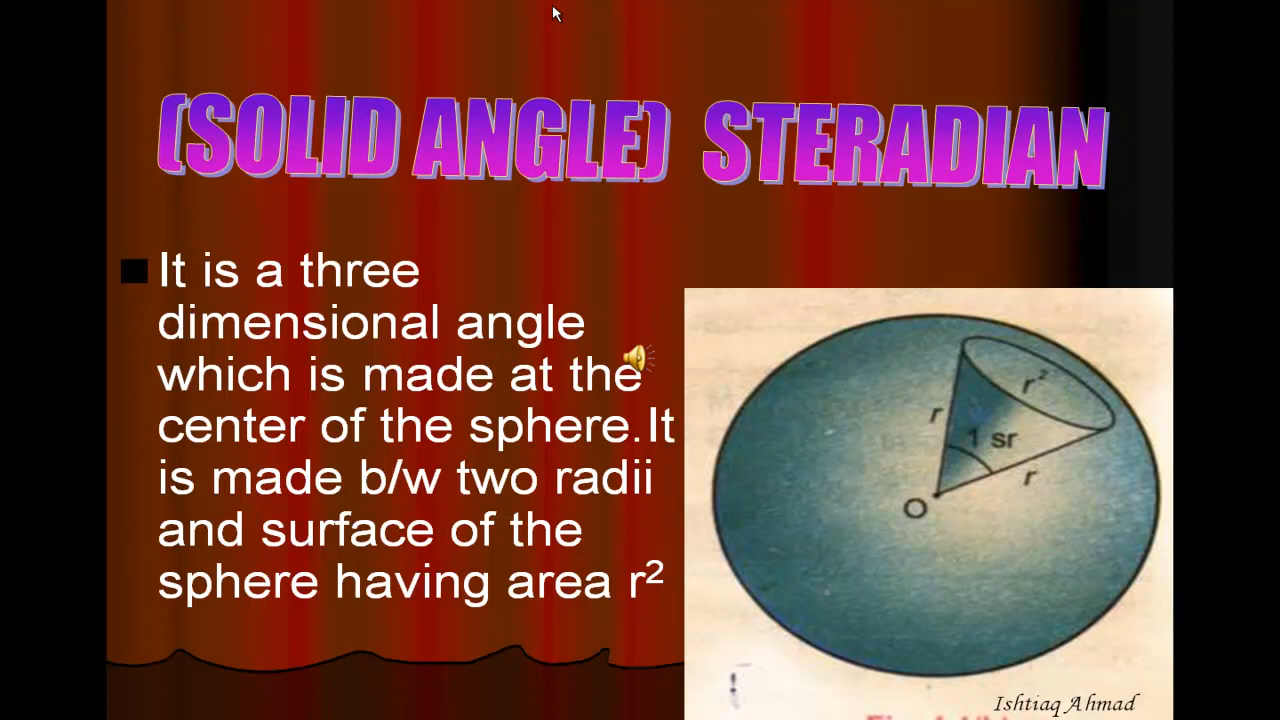 (SOLID ANGLE) STERADIAN
It is a three
dimensional angle
which is made at the
center of the sphere.It
is made b/w two radii
and surface of the
sphere having area r²
r²
r
1 sr
r
O
Ishtiaq Ahmad